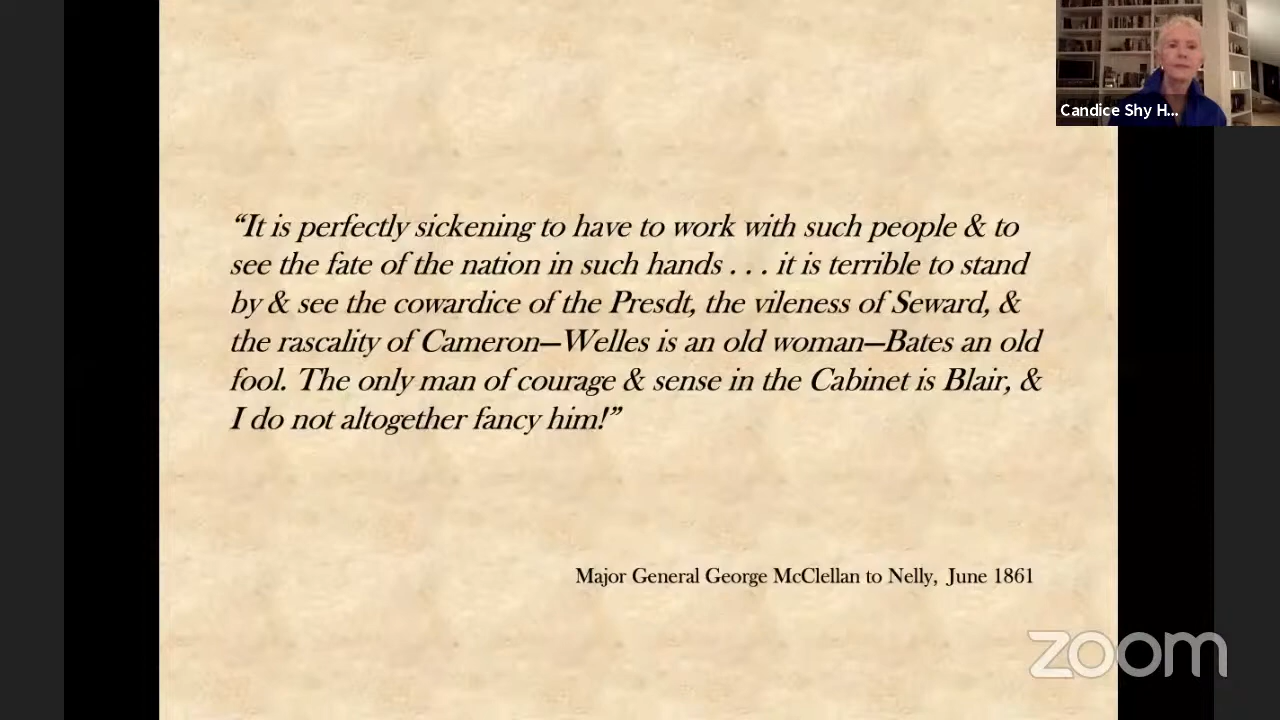 Candice Shy H...
“It is perfectly sickening to have to work with such people & to
see the fate of the nation in such hands . . . it is terrible to stand
by & see the cowardice of the Presdt, the vileness of Seward, &
the rascality of Cameron—Welles is an old woman—Bates an old
fool. The only man of courage & sense in the Cabinet is Blair, &
I do not altogether fancy him!”
Major General George McClellan to Nelly, June 1861
zoom